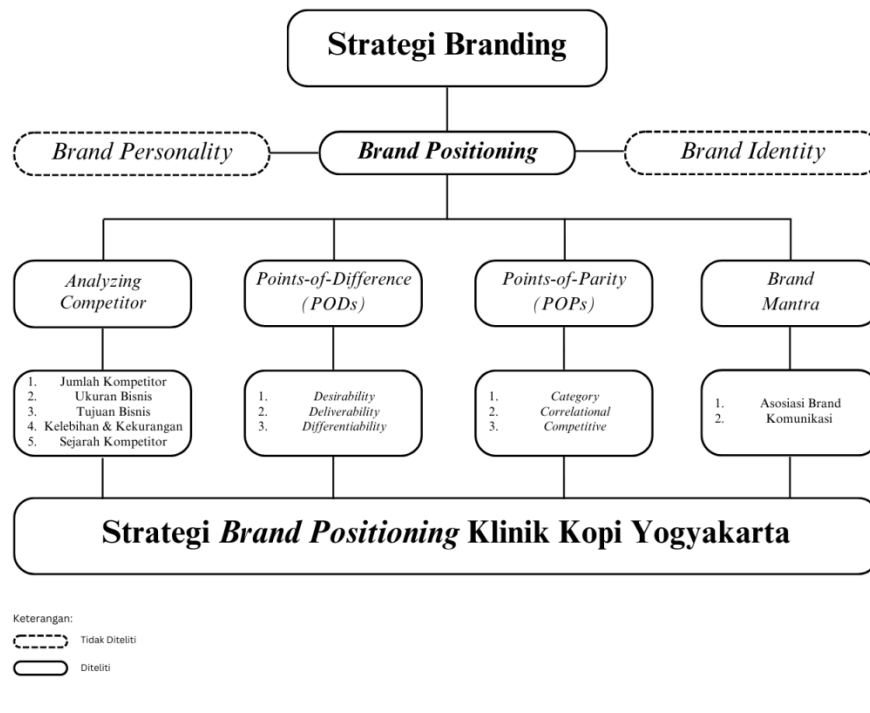 Strategi Branding
Brand Personality
Brand Positioning
Brand Identity
Analyzing
Competitor
Points-of-Difference
(PODs)
Points-of-Parity
(POPs)
Brand
Mantra
1. Jumlah Kompetitor
2. Ukuran Bisnis
3. Tujuan Bisnis
4. Kelebihan & Kekurangan
5. Sejarah Kompetitor
1. Desirability
2. Deliverability
3. Differentiability
1. Category
2. Correlational
3. Competitive
1. Asosiasi Brand
2. Komunikasi
Strategi Brand Positioning Klinik Kopi Yogyakarta
Keterangan:
Tidak Diteliti
Diteliti